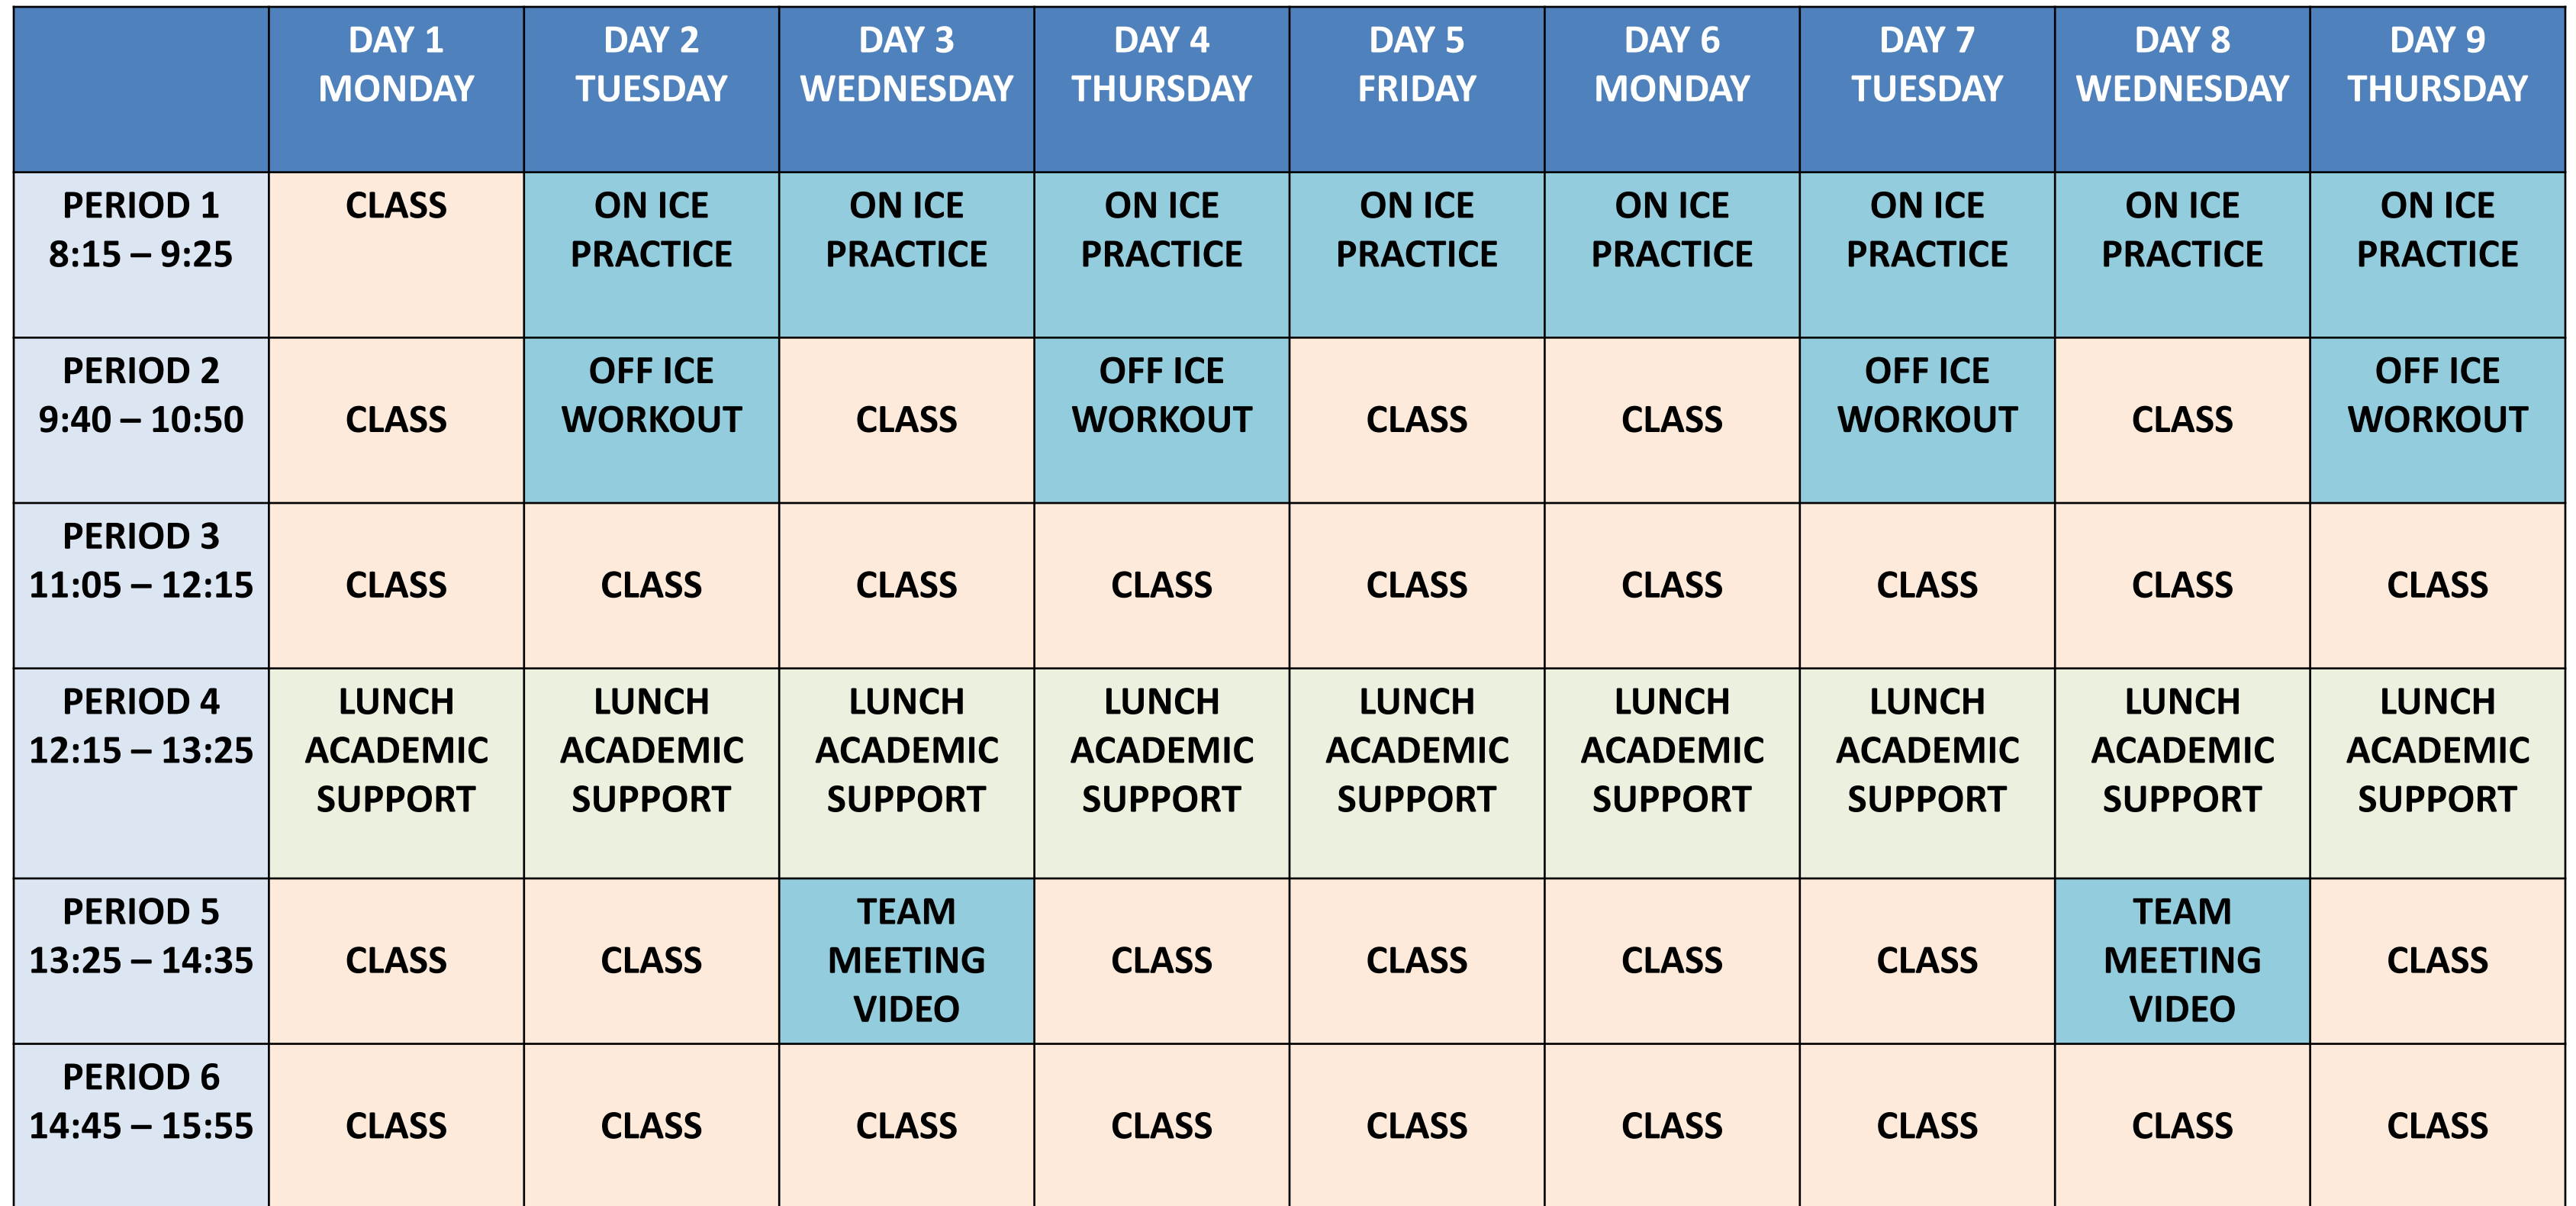 DAY 1 DAY 2 DAY 3 DAY 4 DAY 5 DAY 6 DAY 7 DAY 8 DAY 9
MONDAY TUESDAY WEDNESDAY THURSDAY FRIDAY MONDAY TUESDAY WEDNESDAY THURSDAY
PERIOD 1 CLASS ON ICE ON ICE ON ICE ON ICE ON ICE ON ICE ON ICE ON ICE
8:15 – 9:25 PRACTICE PRACTICE PRACTICE PRACTICE PRACTICE PRACTICE PRACTICE PRACTICE
PERIOD 2 OFF ICE OFF ICE OFF ICE OFF ICE
9:40 – 10:50 CLASS WORKOUT CLASS WORKOUT CLASS CLASS WORKOUT CLASS WORKOUT
PERIOD 3
11:05 – 12:15 CLASS CLASS CLASS CLASS CLASS CLASS CLASS CLASS CLASS
PERIOD 4 LUNCH LUNCH LUNCH LUNCH LUNCH LUNCH LUNCH LUNCH LUNCH
12:15 – 13:25 ACADEMIC ACADEMIC ACADEMIC ACADEMIC ACADEMIC ACADEMIC ACADEMIC ACADEMIC ACADEMIC
SUPPORT SUPPORT SUPPORT SUPPORT SUPPORT SUPPORT SUPPORT SUPPORT SUPPORT
PERIOD 5 TEAM TEAM
13:25 – 14:35 CLASS CLASS MEETING CLASS CLASS CLASS CLASS MEETING CLASS
VIDEO VIDEO
PERIOD 6
14:45 – 15:55 CLASS CLASS CLASS CLASS CLASS CLASS CLASS CLASS CLASS